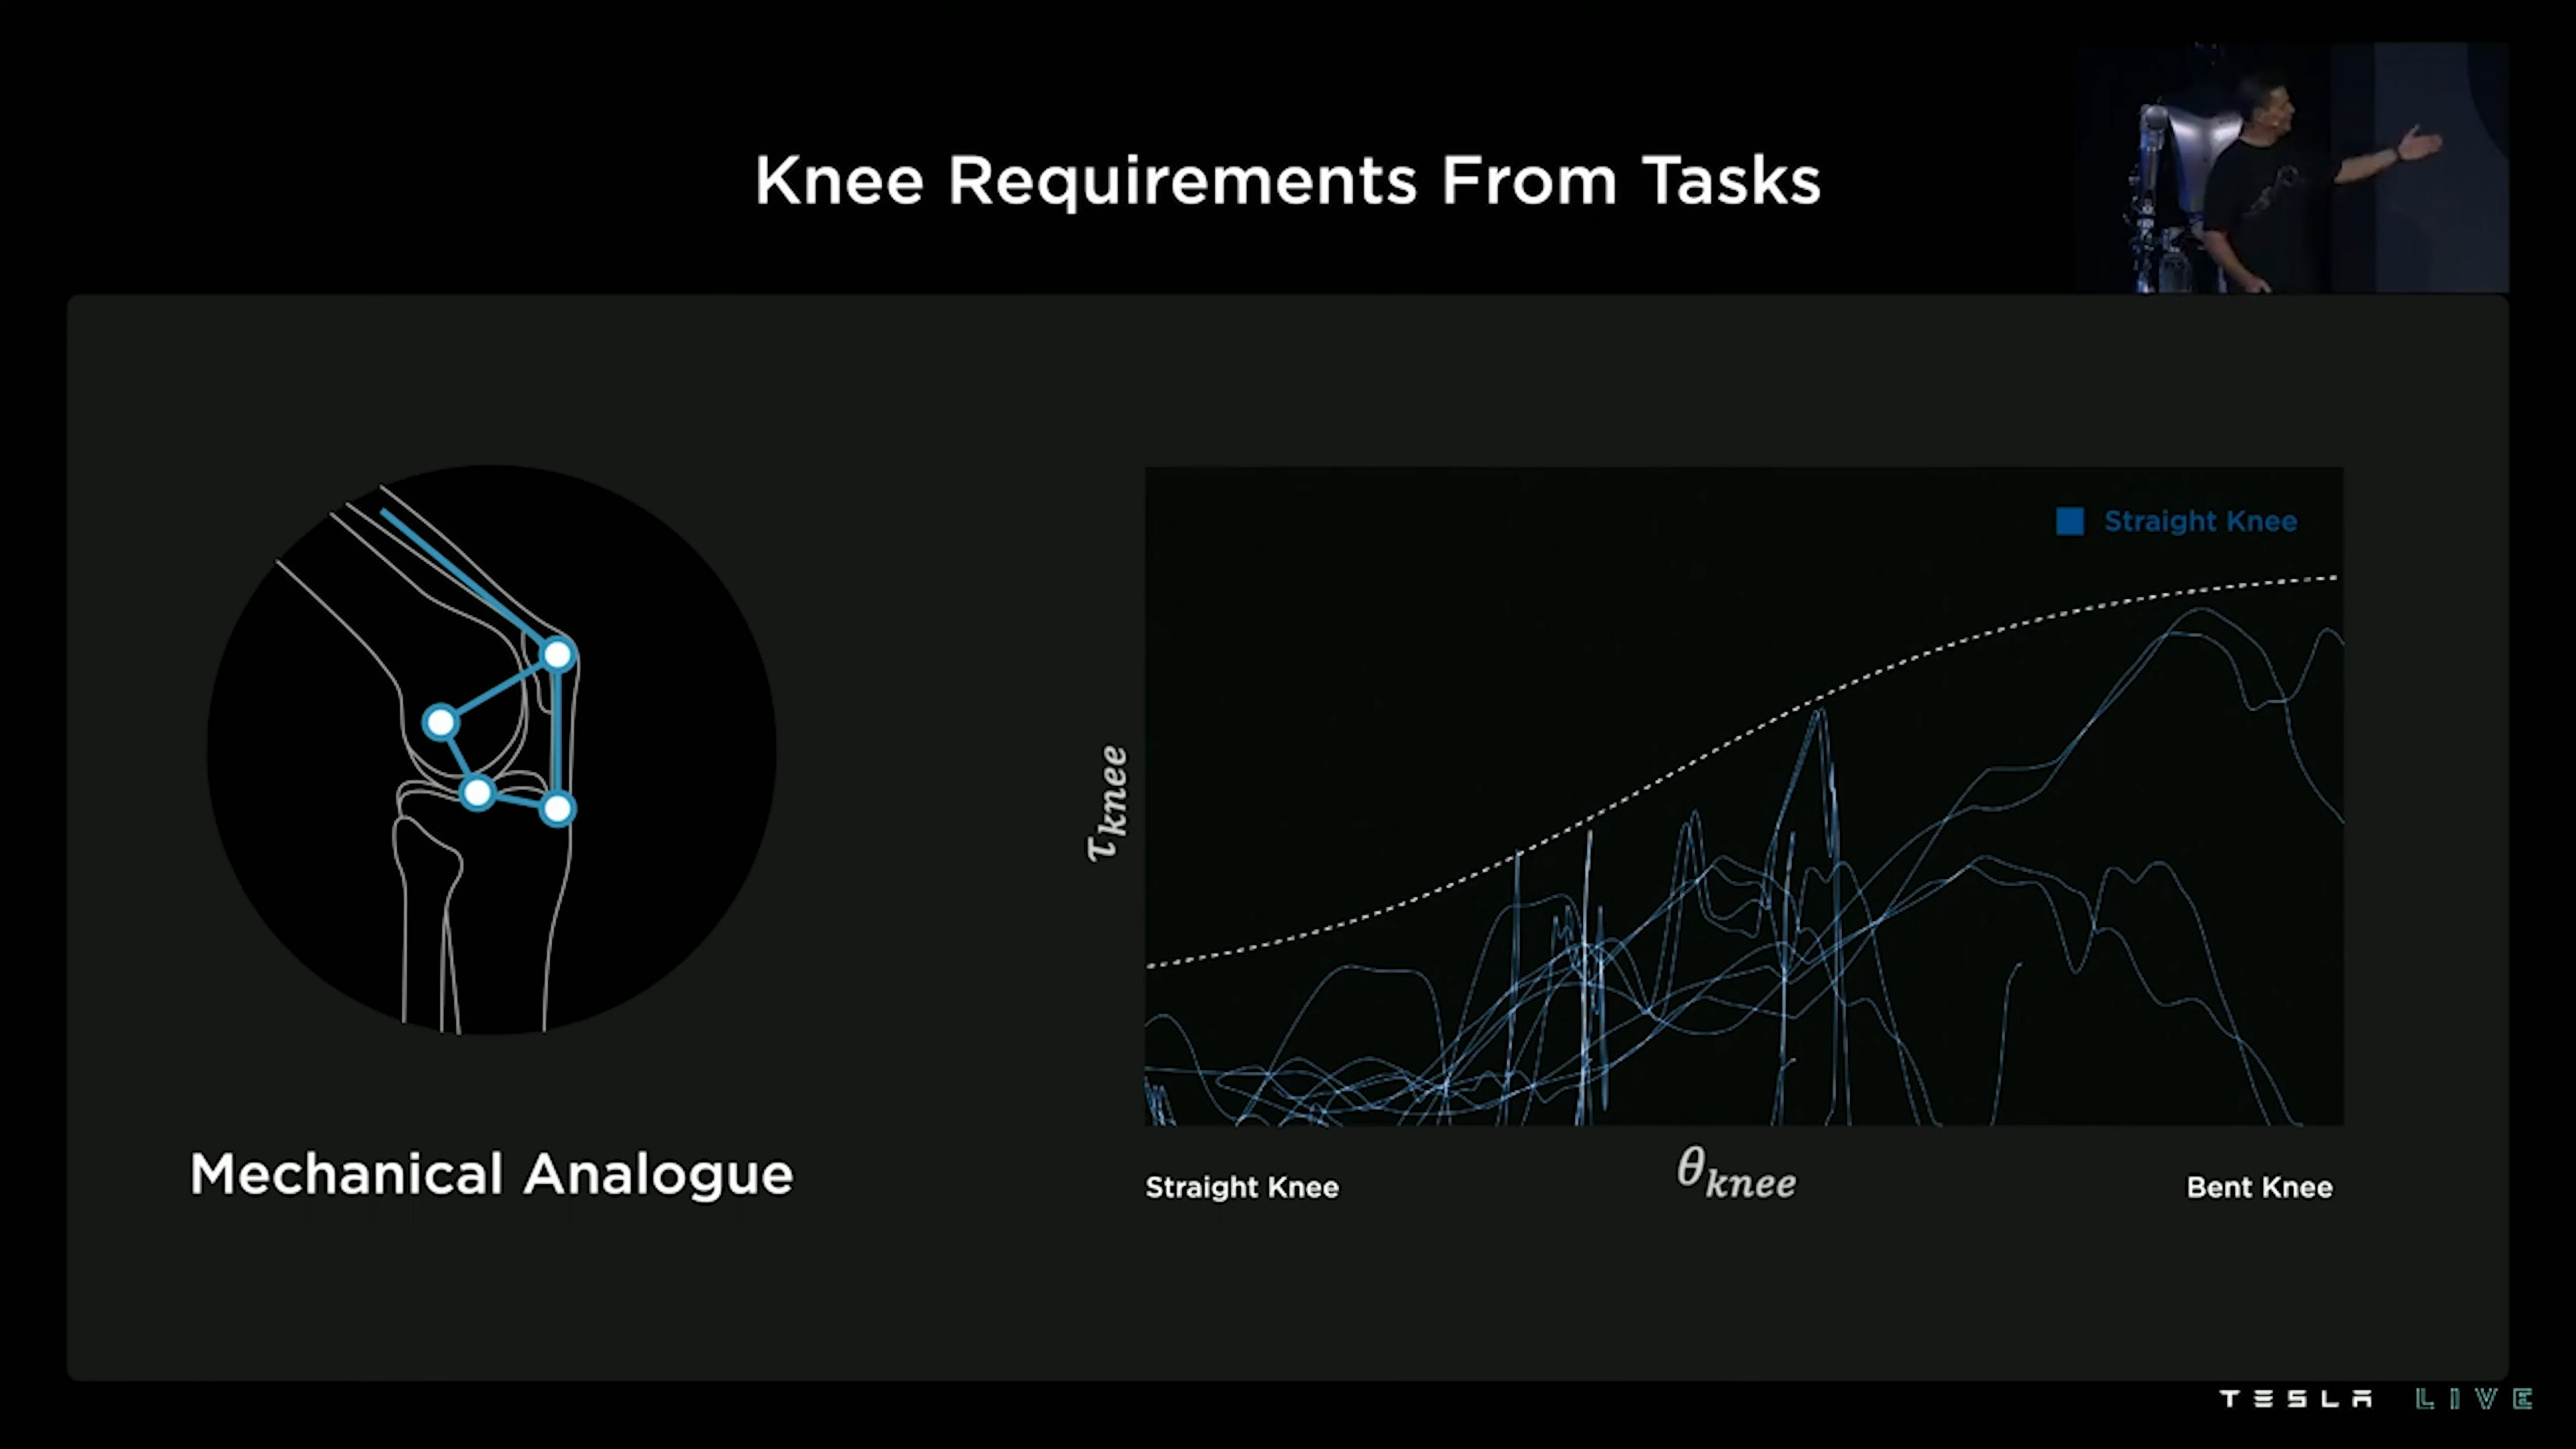 Knee Requirements From Tasks
Straight Knee
τknee
Mechanical Analogue
Straight Knee
θknee
Bent Knee
TESLA LIVE